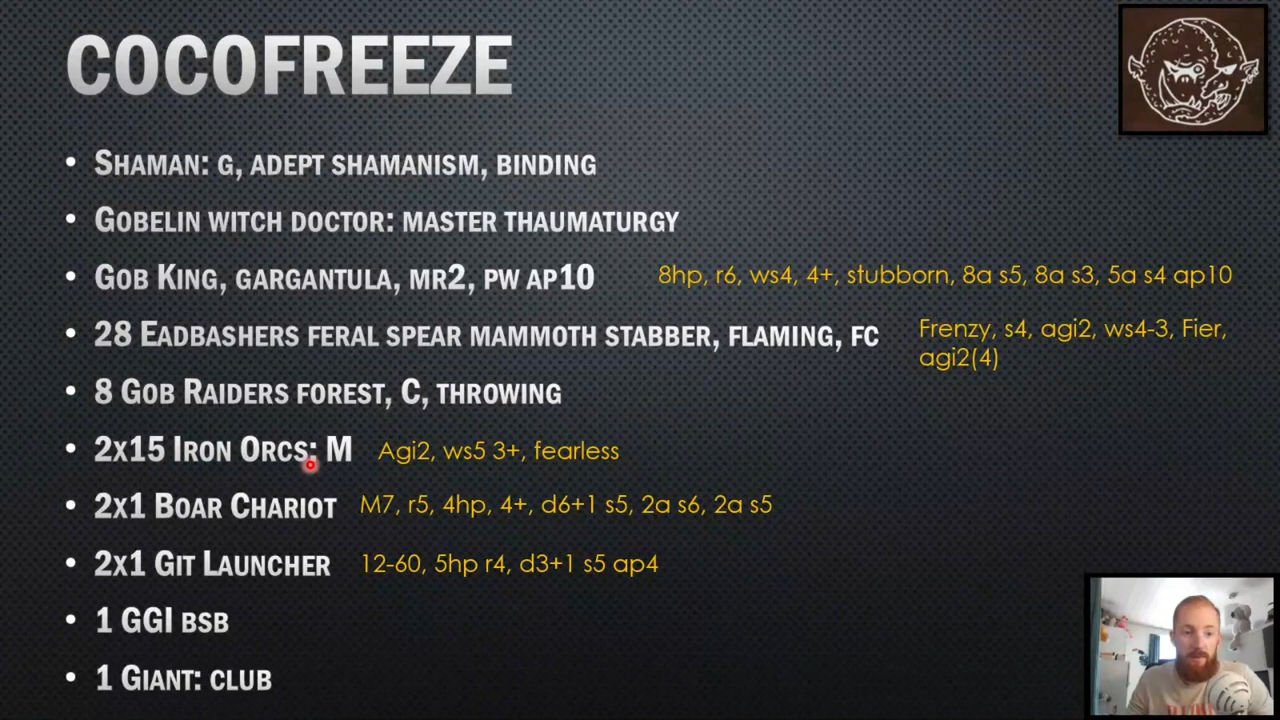 COCOFREEZE
SHAMAN: G, ADEPT SHAMANISM, BINDING
GOBELIN WITCH DOCTOR: MASTER THAUMATURGY
GOB KING, GARGANTULA, MR2, PW AP10 8hp, r6, ws4, 4+, stubborn, 8a s5, 8a s3, 5a s4 ap10
28 EADBASHERS FERAL SPEAR MAMMOTH STABBER, FLAMING, FC Frenzy, s4, agi2, ws4-3, Fier,
agi2(4)
8 GOB RAIDERS FOREST, C, THROWING
2X15 IRON ORCS: M Agi2, ws5 3+, fearless
2X1 BOAR CHARIOT M7, r5, 4hp, 4+, d6+1 s5, 2a s6, 2a s5
2X1 GIT LAUNCHER 12-60, 5hp r4, d3+1 s5 ap4
1 GGI BSB
1 GIANT: CLUB